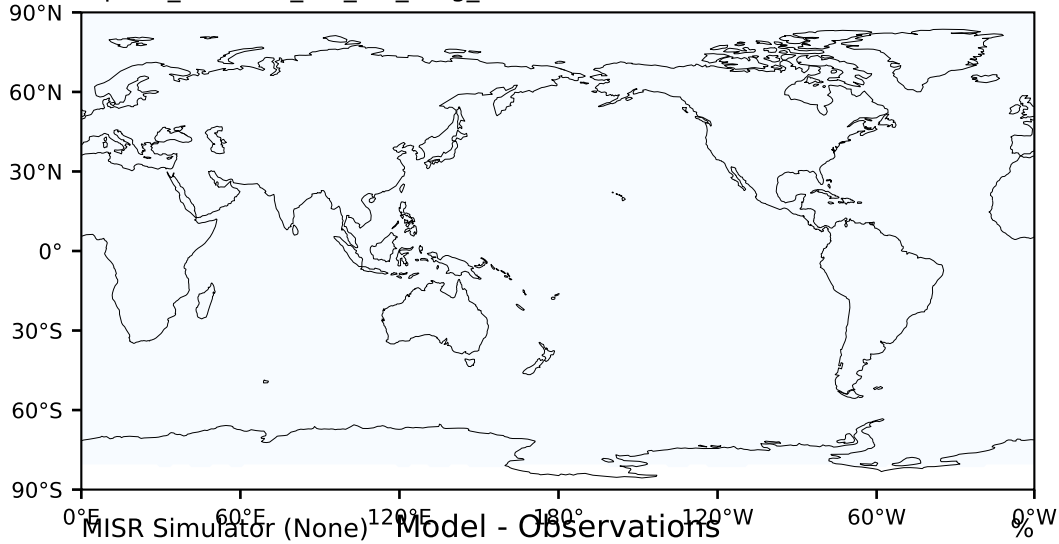 90°N
60°N
30°N
0°
30°S
60°S
90°S
0°E 60°E 120°E 180° 120°W 60°W 0°W
MISR Simulator (None) Model - Observations %